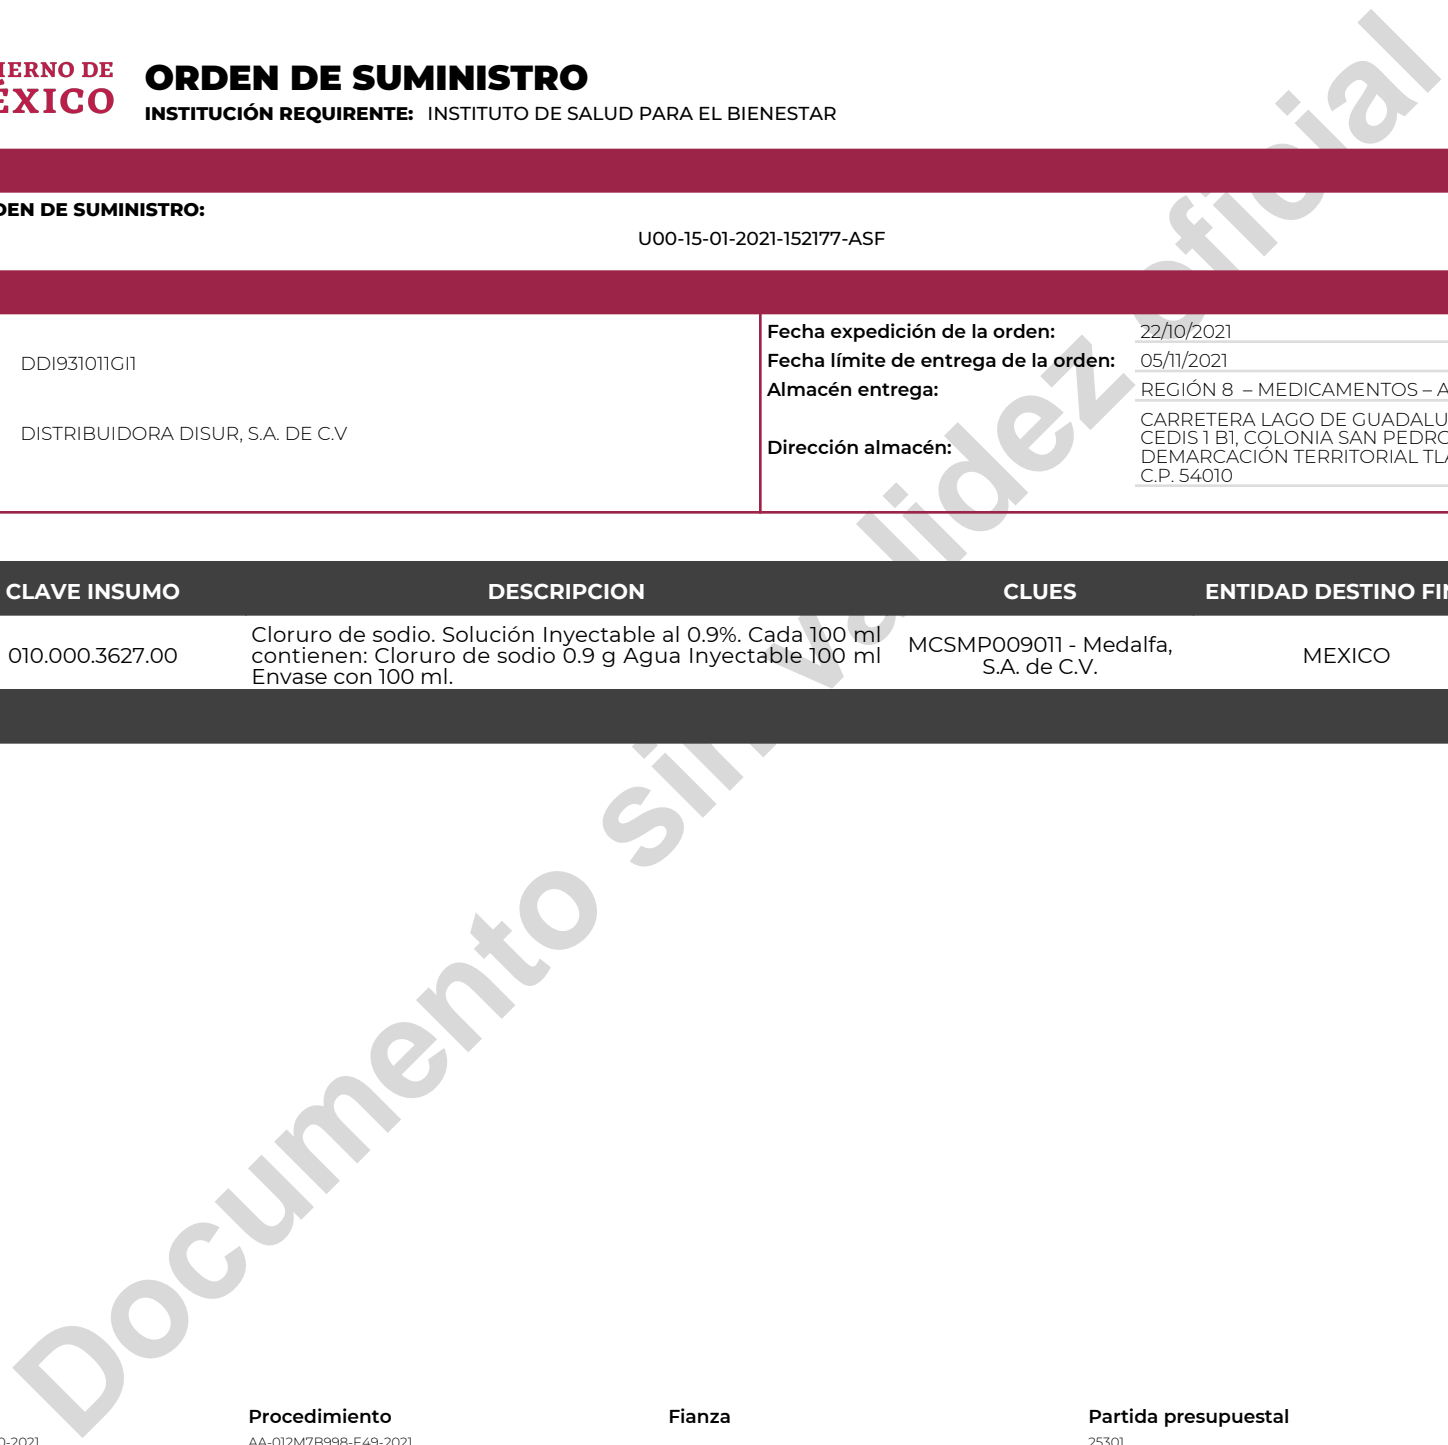 ORDEN DE SUMINISTRO
INSTITUCIÓN REQUIRENTE: INSTITUTO DE SALUD PARA EL BIENESTAR
IERNO DE
ÉXICO
DEN DE SUMINISTRO:
U00-15-01-2021-152177-ASF
DDI931011GI1
DISTRIBUIDORA DISUR, S.A. DE C.V
Fecha expedición de la orden: 22/10/2021
Fecha límite de entrega de la orden: 05/11/2021
Almacén entrega: REGIÓN 8 – MEDICAMENTOS – A
Dirección almacén: CARRETERA LAGO DE GUADALU
CEDIS 1 B1, COLONIA SAN PEDRO
DEMARCACIÓN TERRITORIAL TLA
C.P. 54010
CLAVE INSUMO DESCRIPCION CLUES ENTIDAD DESTINO FIN
010.000.3627.00
Cloruro de sodio. Solución Inyectable al 0.9%. Cada 100 ml
contienen: Cloruro de sodio 0.9 g Agua Inyectable 100 ml
Envase con 100 ml.
MCSMP009011 - Medalfa,
S.A. de C.V.
MEXICO
Documento sin validez oficial
Procedimiento Fianza Partida presupuestal
0-2021 AA-012M7B998-E49-2021 25301